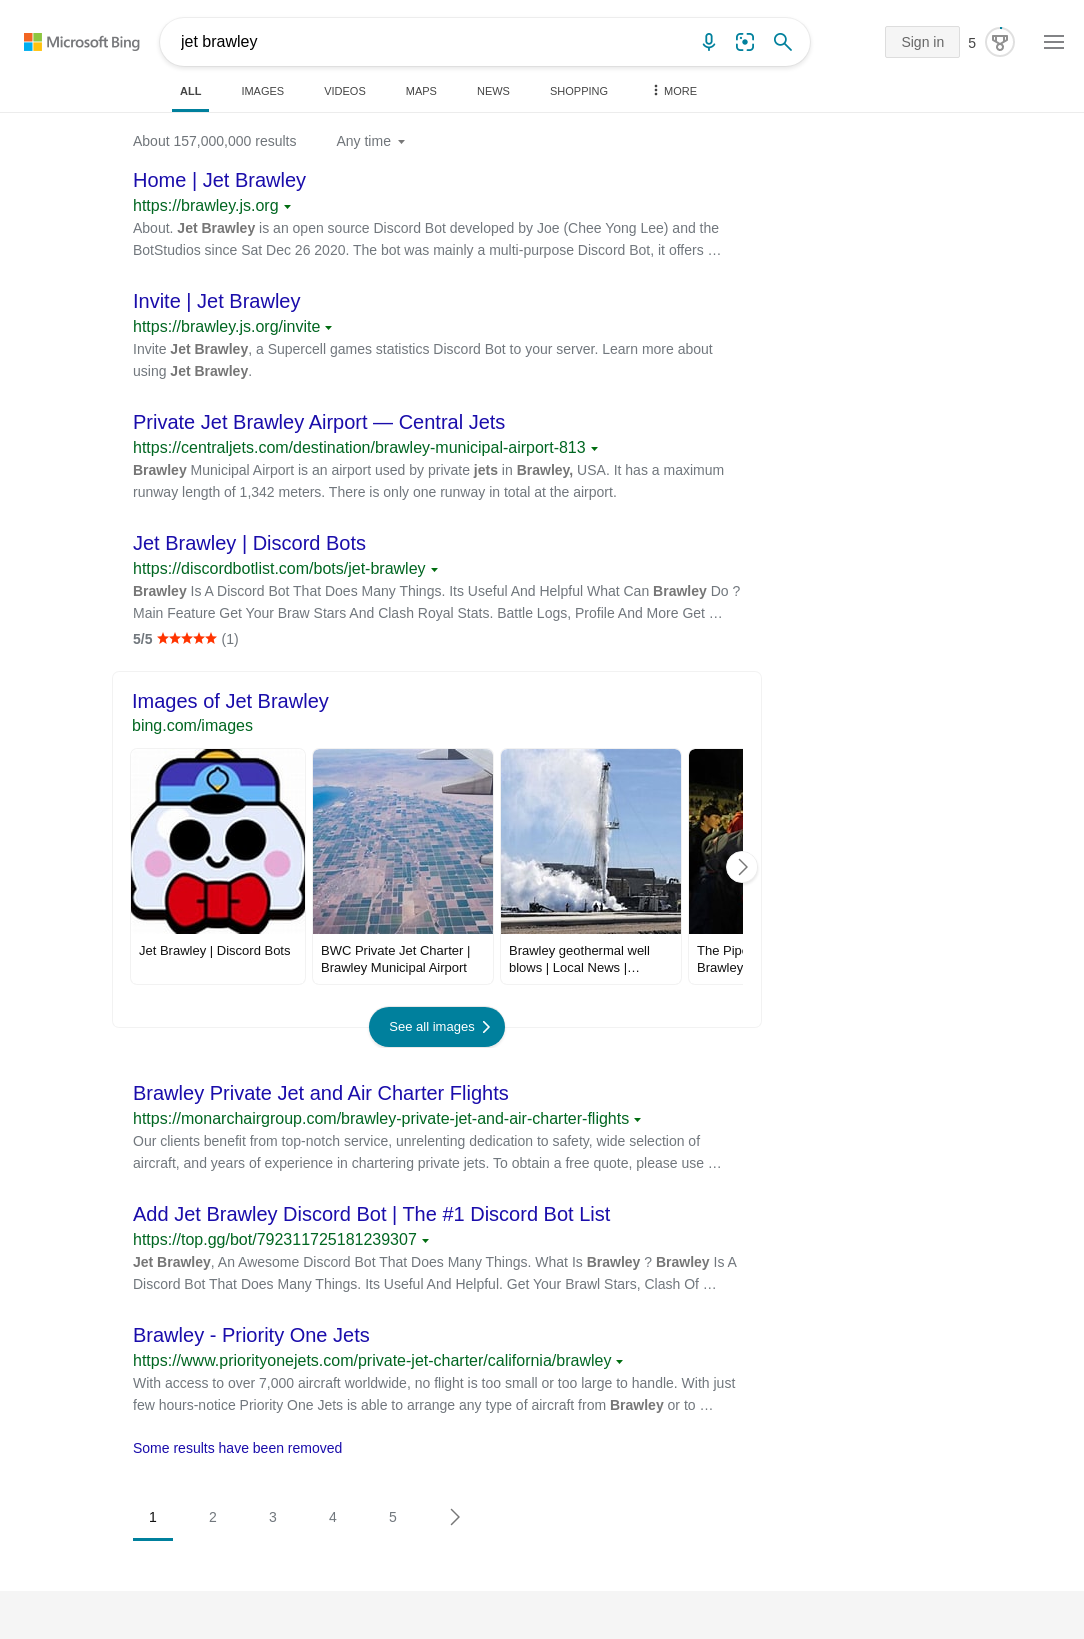 Microsoft Bing
jet brawley
Sign in
5
ALL
IMAGES
VIDEOS
MAPS
NEWS
SHOPPING
MORE
About 157,000,000 results
Any time
Home | Jet Brawley
https://brawley.js.org
About. Jet Brawley is an open source Discord Bot developed by Joe (Chee Yong Lee) and the
BotStudios since Sat Dec 26 2020. The bot was mainly a multi-purpose Discord Bot, it offers …
Invite | Jet Brawley
https://brawley.js.org/invite
Invite Jet Brawley, a Supercell games statistics Discord Bot to your server. Learn more about
using Jet Brawley.
Private Jet Brawley Airport — Central Jets
https://centraljets.com/destination/brawley-municipal-airport-813
Brawley Municipal Airport is an airport used by private jets in Brawley, USA. It has a maximum
runway length of 1,342 meters. There is only one runway in total at the airport.
Jet Brawley | Discord Bots
https://discordbotlist.com/bots/jet-brawley
Brawley Is A Discord Bot That Does Many Things. Its Useful And Helpful What Can Brawley Do ?
Main Feature Get Your Braw Stars And Clash Royal Stats. Battle Logs, Profile And More Get …
5/5 ★★★★★ (1)
Images of Jet Brawley
bing.com/images
Jet Brawley | Discord Bots
BWC Private Jet Charter |
Brawley Municipal Airport
Brawley geothermal well
blows | Local News |…
The Pipe
Brawley
See all images
Brawley Private Jet and Air Charter Flights
https://monarchairgroup.com/brawley-private-jet-and-air-charter-flights
Our clients benefit from top-notch service, unrelenting dedication to safety, wide selection of
aircraft, and years of experience in chartering private jets. To obtain a free quote, please use …
Add Jet Brawley Discord Bot | The #1 Discord Bot List
https://top.gg/bot/792311725181239307
Jet Brawley, An Awesome Discord Bot That Does Many Things. What Is Brawley ? Brawley Is A
Discord Bot That Does Many Things. Its Useful And Helpful. Get Your Brawl Stars, Clash Of …
Brawley - Priority One Jets
https://www.priorityonejets.com/private-jet-charter/california/brawley
With access to over 7,000 aircraft worldwide, no flight is too small or too large to handle. With just
few hours-notice Priority One Jets is able to arrange any type of aircraft from Brawley or to …
Some results have been removed
1
2
3
4
5